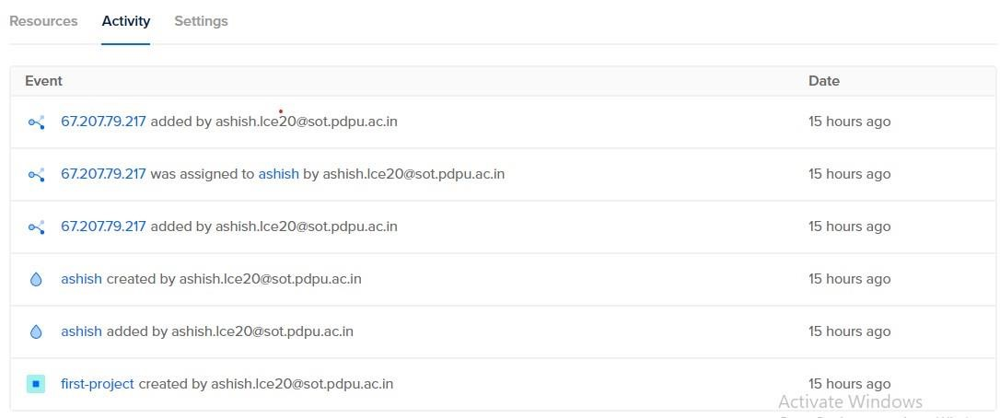 Resources Activity Settings
Event Date
67.207.79.217 added by ashish.lce20@sot.pdpu.ac.in 15 hours ago
67.207.79.217 was assigned to ashish by ashish.lce20@sot.pdpu.ac.in 15 hours ago
67.207.79.217 added by ashish.lce20@sot.pdpu.ac.in 15 hours ago
ashish created by ashish.lce20@sot.pdpu.ac.in 15 hours ago
ashish added by ashish.lce20@sot.pdpu.ac.in 15 hours ago
first-project created by ashish.lce20@sot.pdpu.ac.in 15 hours ago
Activate Windows